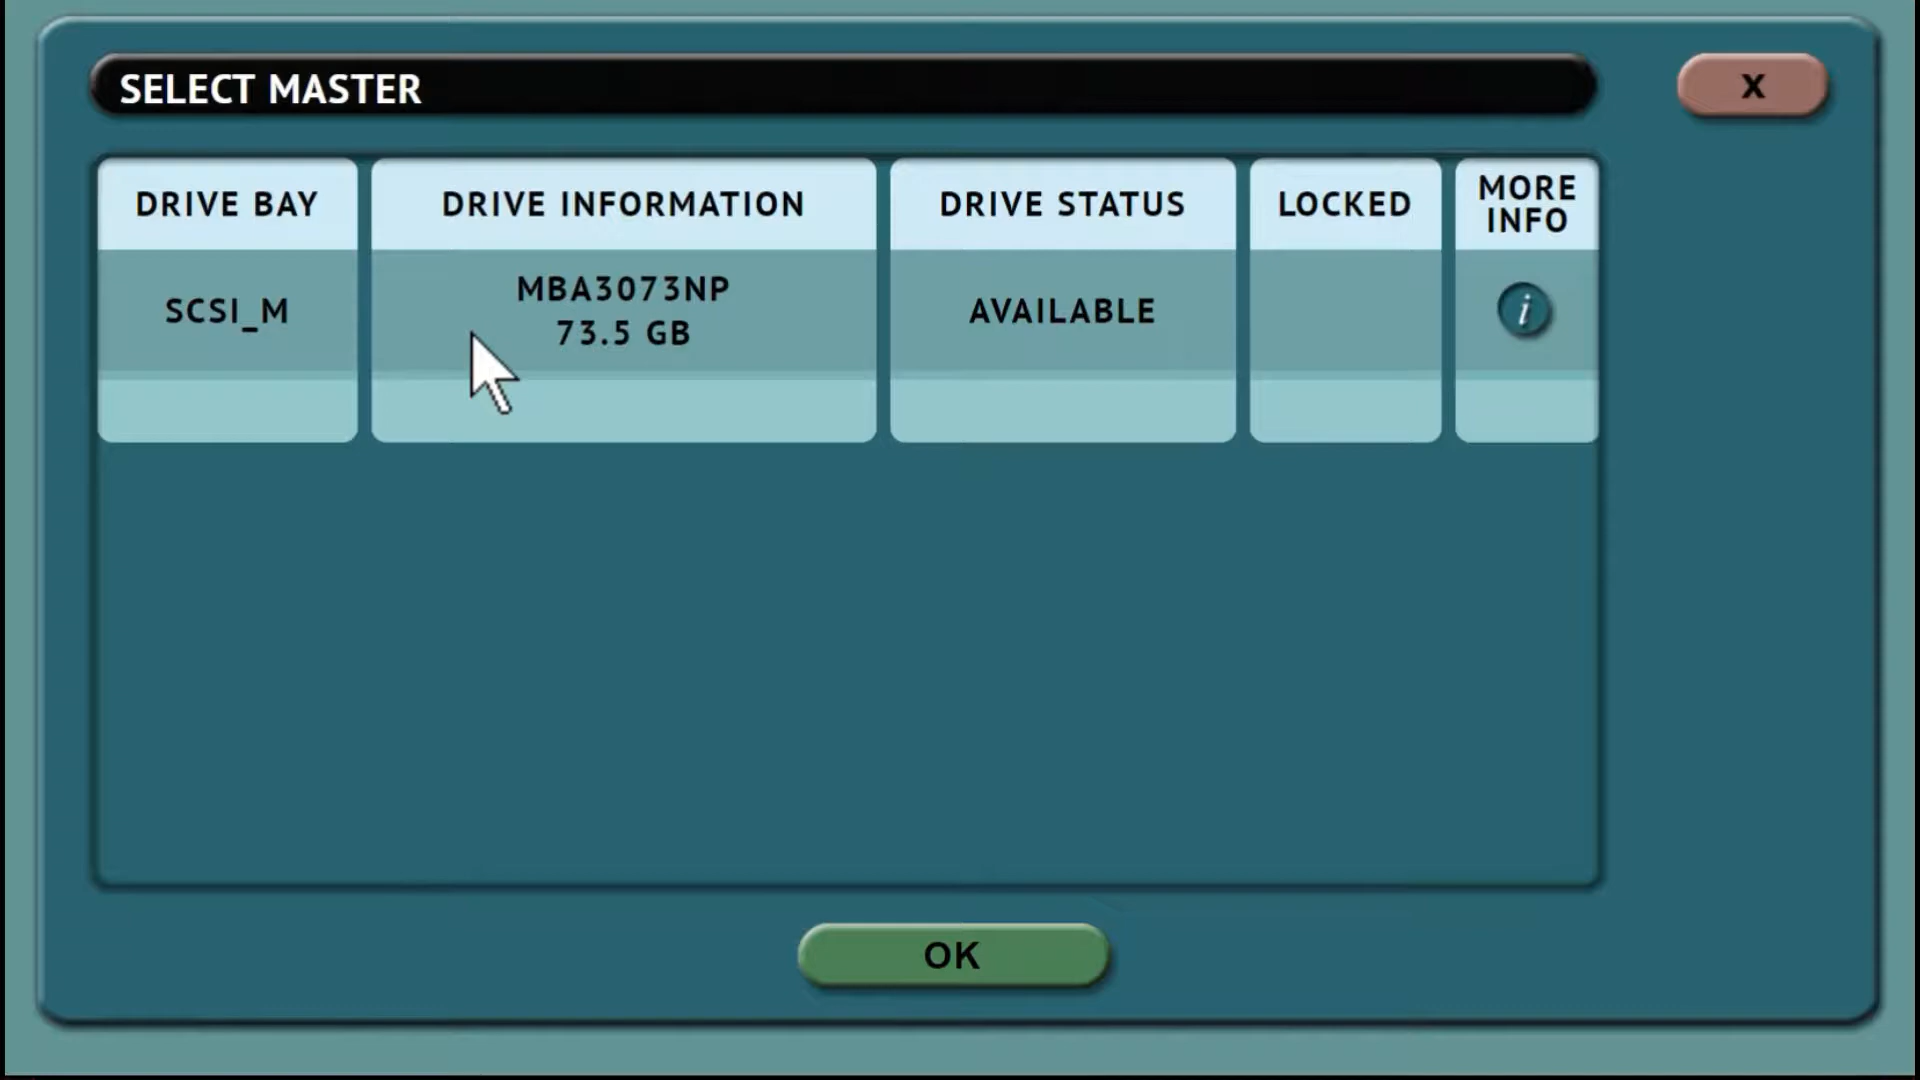 SELECT MASTER
X
DRIVE BAY
DRIVE INFORMATION
DRIVE STATUS
LOCKED
MORE
INFO
SCSI_M
MBA3073NP
73.5 GB
AVAILABLE
i
OK